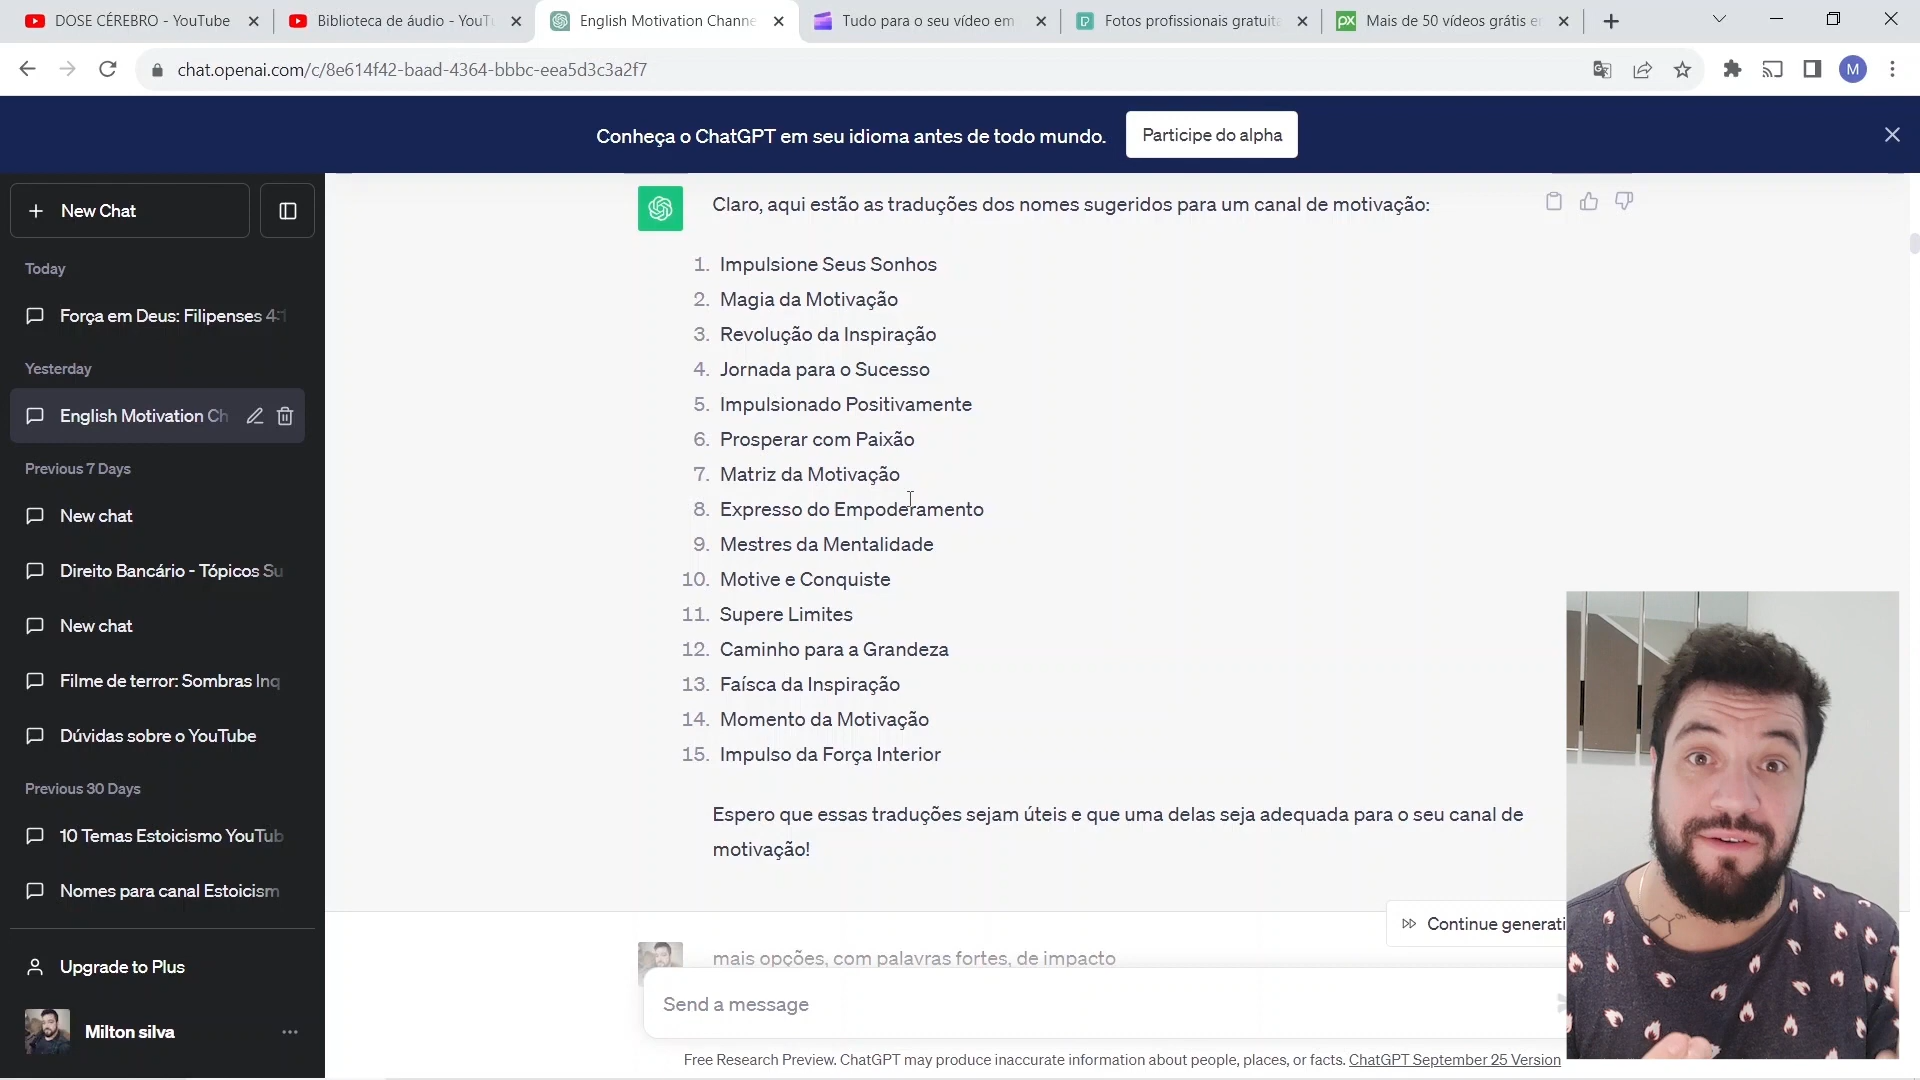 DOSE CÉREBRO - YouTube
Biblioteca de áudio - YouTu
English Motivation Channe
Tudo para o seu vídeo em
Fotos profissionais gratuita
Mais de 50 vídeos grátis e
chat.openai.com/c/8e614f42-baad-4364-bbbc-eea5d3c3a2f7
M
Conheça o ChatGPT em seu idioma antes de todo mundo.
Participe do alpha
New Chat
Today
Força em Deus: Filipenses 4:1
Yesterday
English Motivation Ch
Previous 7 Days
New chat
Direito Bancário - Tópicos Su
New chat
Filme de terror: Sombras Inq
Dúvidas sobre o YouTube
Previous 30 Days
10 Temas Estoicismo YouTub
Nomes para canal Estoicism
Upgrade to Plus
Milton silva
Claro, aqui estão as traduções dos nomes sugeridos para um canal de motivação:
1. Impulsione Seus Sonhos
2. Magia da Motivação
3. Revolução da Inspiração
4. Jornada para o Sucesso
5. Impulsionado Positivamente
6. Prosperar com Paixão
7. Matriz da Motivação
8. Expresso do Empoderamento
9. Mestres da Mentalidade
10. Motive e Conquiste
11. Supere Limites
12. Caminho para a Grandeza
13. Faísca da Inspiração
14. Momento da Motivação
15. Impulso da Força Interior
Espero que essas traduções sejam úteis e que uma delas seja adequada para o seu canal de
motivação!
Continue generati
mais opções, com palavras fortes, de impacto
Send a message
Free Research Preview. ChatGPT may produce inaccurate information about people, places, or facts. ChatGPT September 25 Version